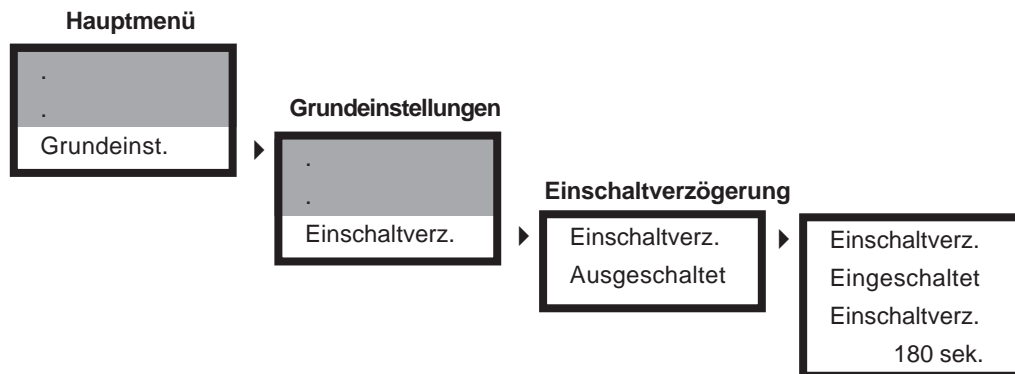 Hauptmenü
.
.
Grundeinst.
Grundeinstellungen
.
.
Einschaltverz.
Einschaltverzögerung
Einschaltverz.
Ausgeschaltet
Einschaltverz.
Eingeschaltet
Einschaltverz.
180 sek.